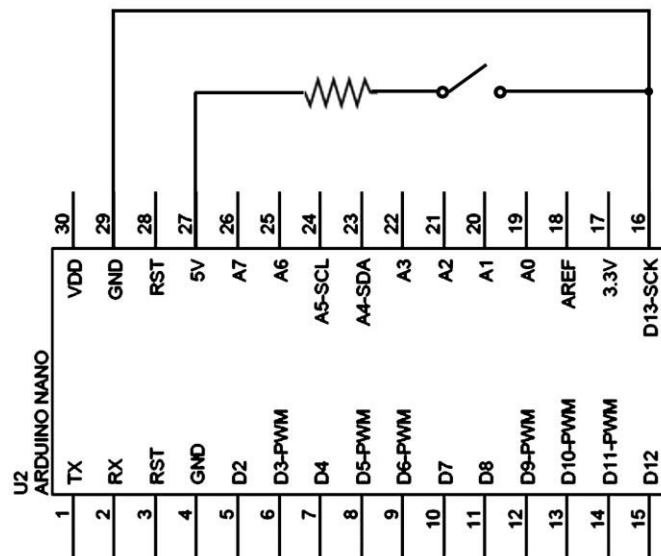 30
29
28
27
26
25
24
23
22
21
20
19
18
17
16
VDD
GND
RST
5V
A7
A6
A5-SCL
A4-SDA
A3
A2
A1
A0
AREF
3.3V
D13-SCK
U2
ARDUINO NANO
TX
RX
RST
GND
D2
D3-PWM
D4
D5-PWM
D6-PWM
D7
D8
D9-PWM
D10-PWM
D11-PWM
D12
1
2
3
4
5
6
7
8
9
10
11
12
13
14
15